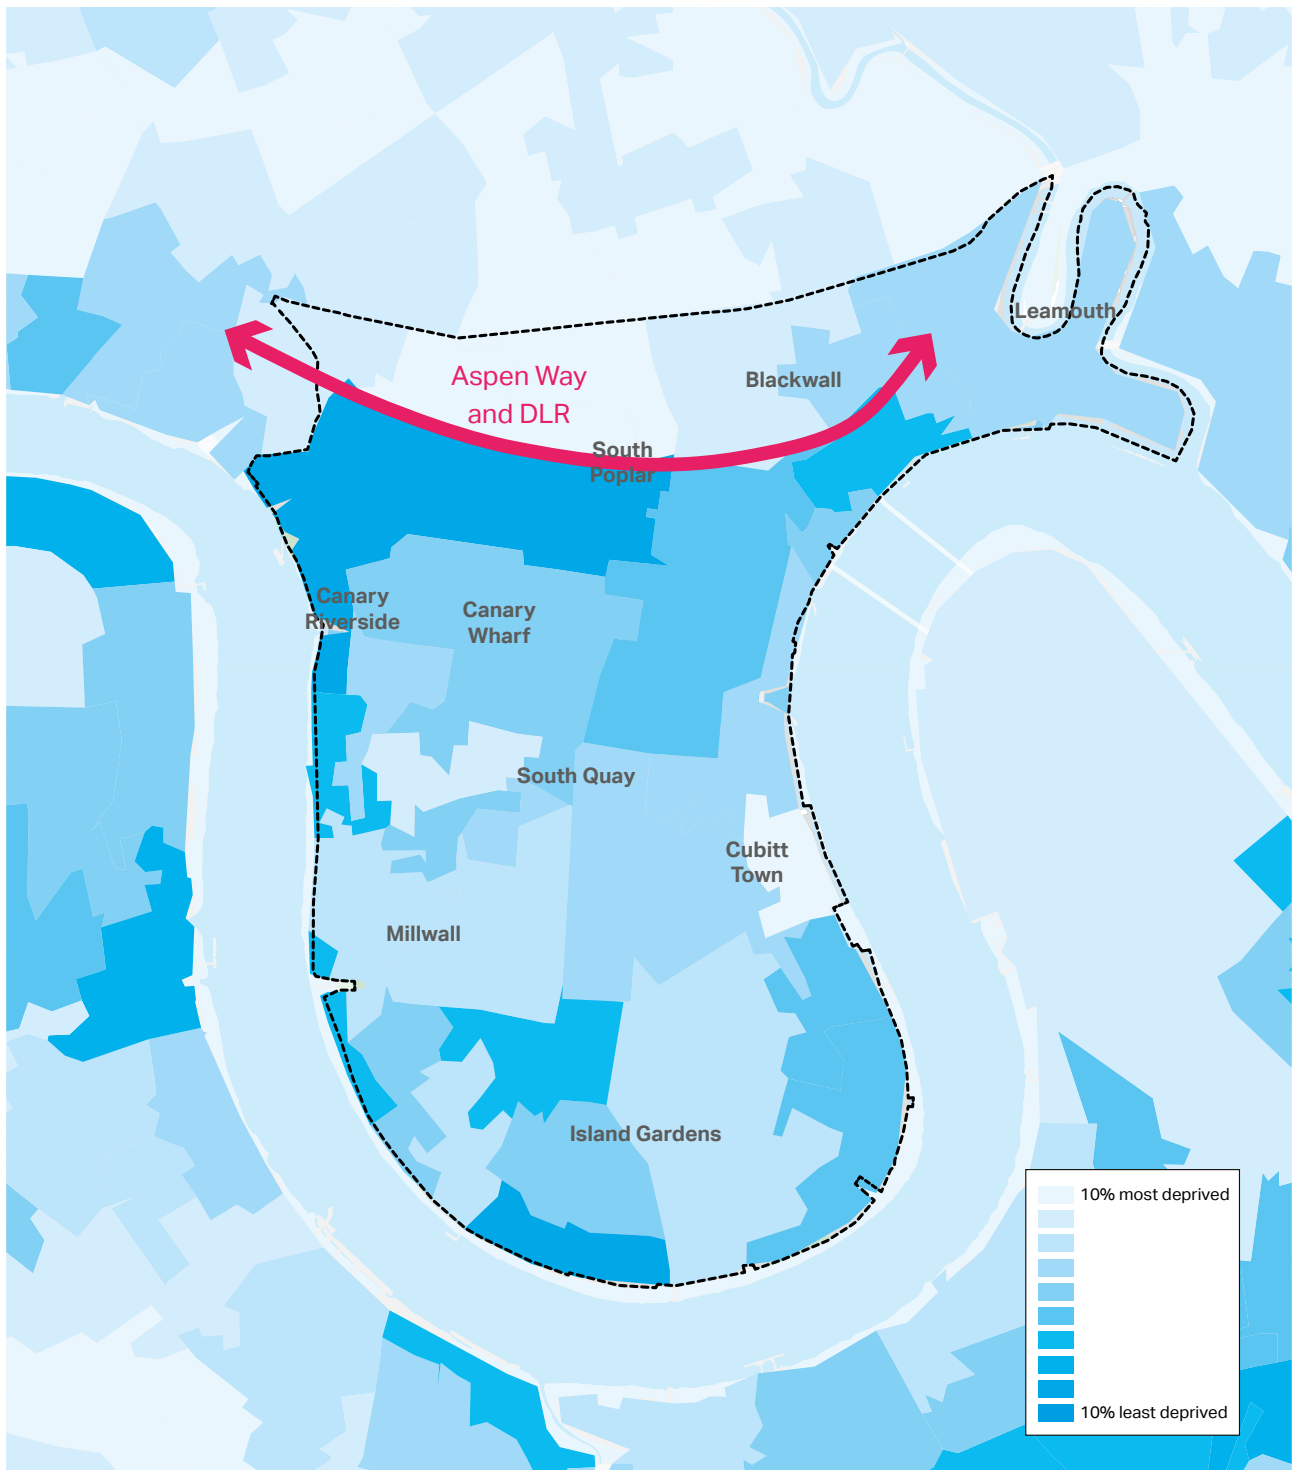 Leamouth
Aspen Way
and DLR
Blackwall
South
Poplar
Canary
Riverside
Canary
Wharf
South Quay
Cubitt
Town
Millwall
Island Gardens
10% most deprived
10% least deprived